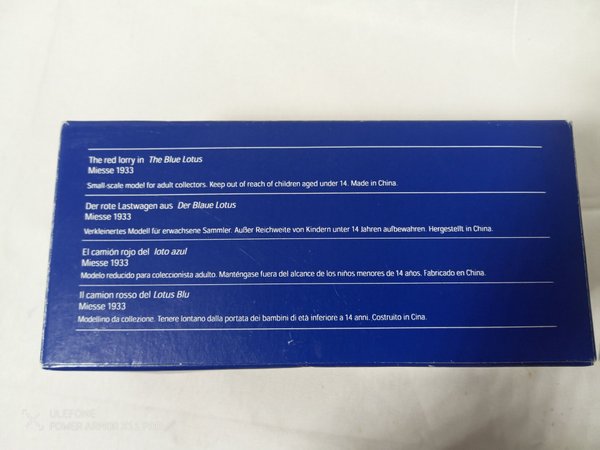 The red lorry in The Blue Lotus
Miesse 1933
Small-scale model for adult collectors. Keep out of reach of children aged under 14. Made in China.
Der rote Lastwagen aus Der Blaue Lotus
Miesse 1933
Verkleinertes Modell für erwachsene Sammler. Außer Reichweite von Kindern unter 14 Jahren aufbewahren. Hergestellt in China.
El camión rojo del loto azul
Miesse 1933
Modelo reducido para coleccionista adulto. Manténgase fuera del alcance de los niños menores de 14 años. Fabricado en China.
Il camion rosso del Lotus Blu
Miesse 1933
Modellino da collezione. Tenere lontano dalla portata dei bambini di età inferiore a 14 anni. Costruito in Cina.
ULEFONE
POWER ARMOR